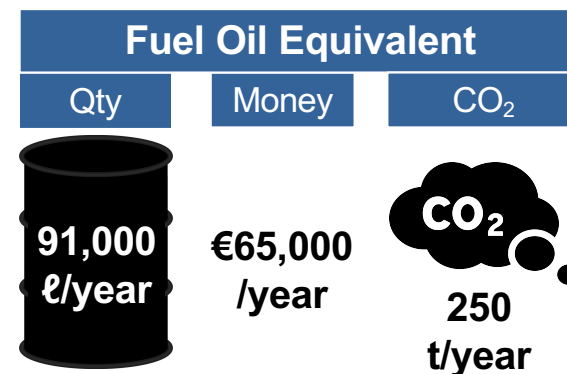 Fuel Oil Equivalent
Qty
Money
CO₂
91,000
ℓ/year
€65,000
/year
CO₂
250
t/year